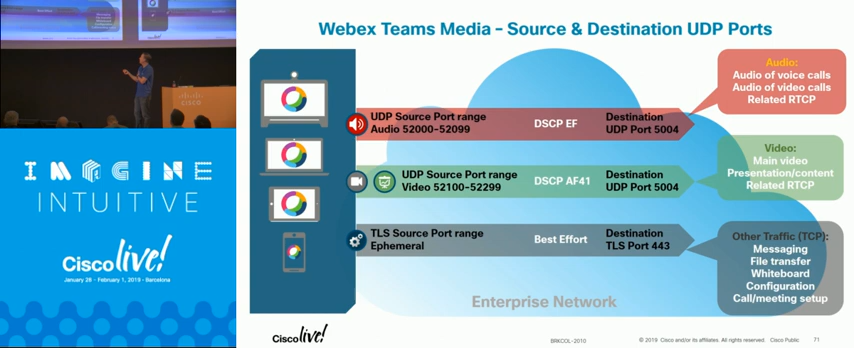 Webex Teams Media – Source & Destination UDP Ports
Audio:
Audio of voice calls
Audio of video calls
Related RTCP
UDP Source Port range
Audio 52000-52099
DSCP EF
Destination
UDP Port 5004
Video:
Main video
Presentation/content
Related RTCP
UDP Source Port range
Video 52100-52299
DSCP AF41
Destination
UDP Port 5004
TLS Source Port range
Ephemeral
Best Effort
Destination
TLS Port 443
Other Traffic (TCP):
Messaging
File transfer
Whiteboard
Configuration
Call/meeting setup
Enterprise Network
Cisco live!
BRKCOL-2010
© 2019 Cisco and/or its affiliates. All rights reserved. Cisco Public
71
CISCO
IMAGINE
INTUITIVE
Cisco live!
January 28 - February 1, 2019 - Barcelona